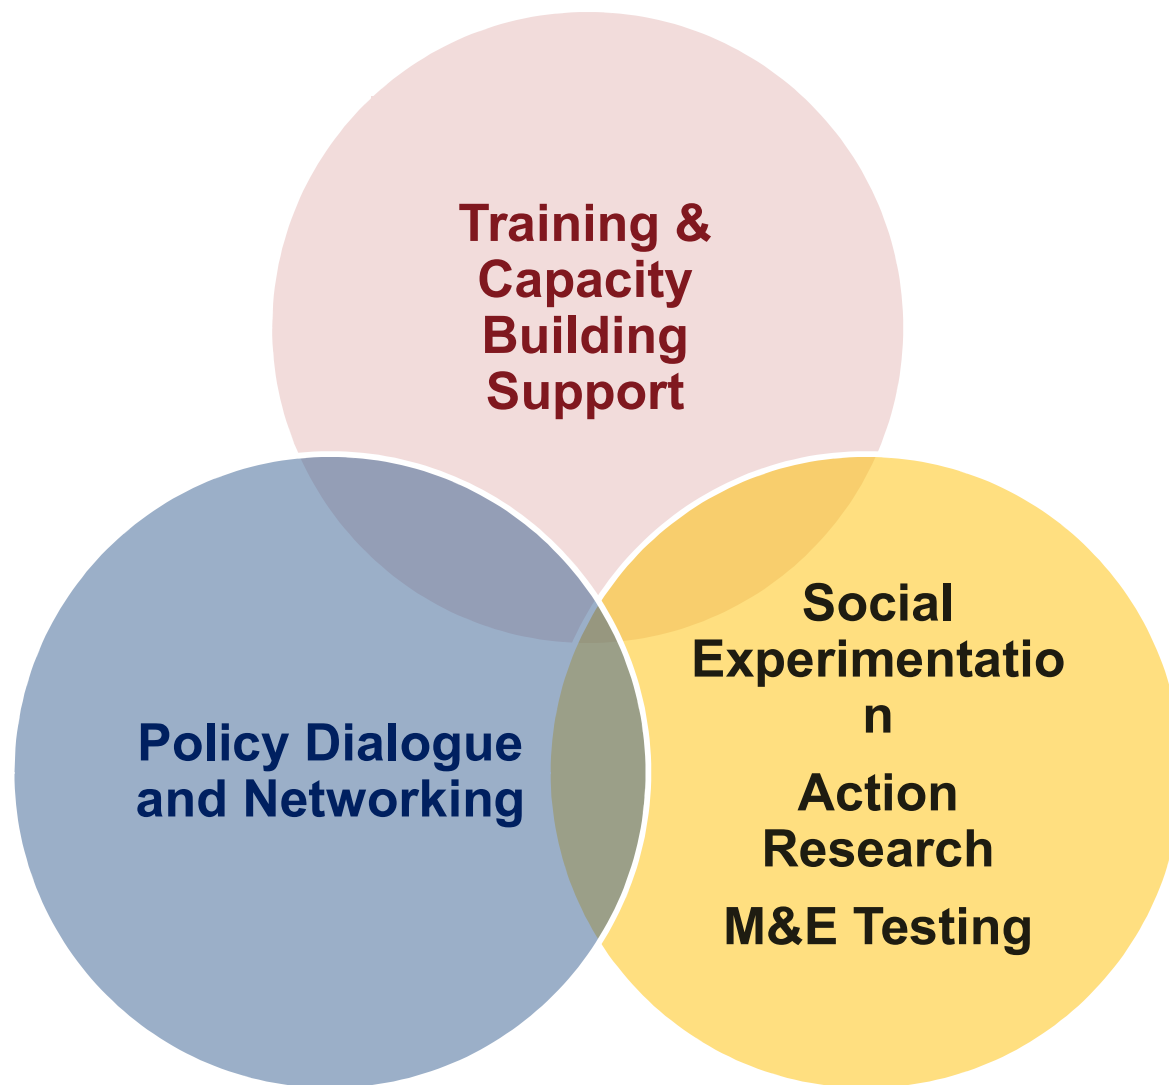 Training &
Capacity
Building
Support
Policy Dialogue
and Networking
Social
Experimentatio
n
Action
Research
M&E Testing